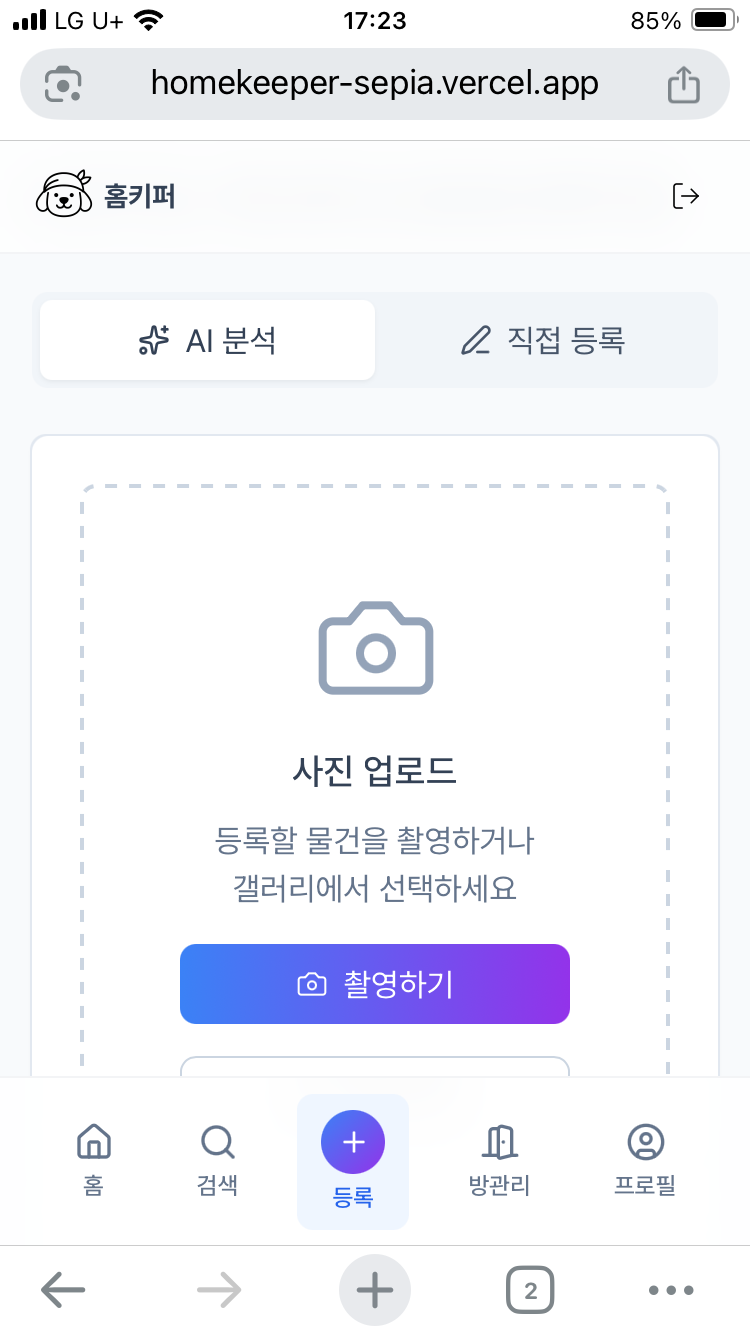 LG U+ 17:23 85%
homekeeper-sepia.vercel.app
홈키퍼
AI 분석 직접 등록
사진 업로드
등록할 물건을 촬영하거나
갤러리에서 선택하세요
촬영하기
홈 검색 등록 방관리 프로필
2